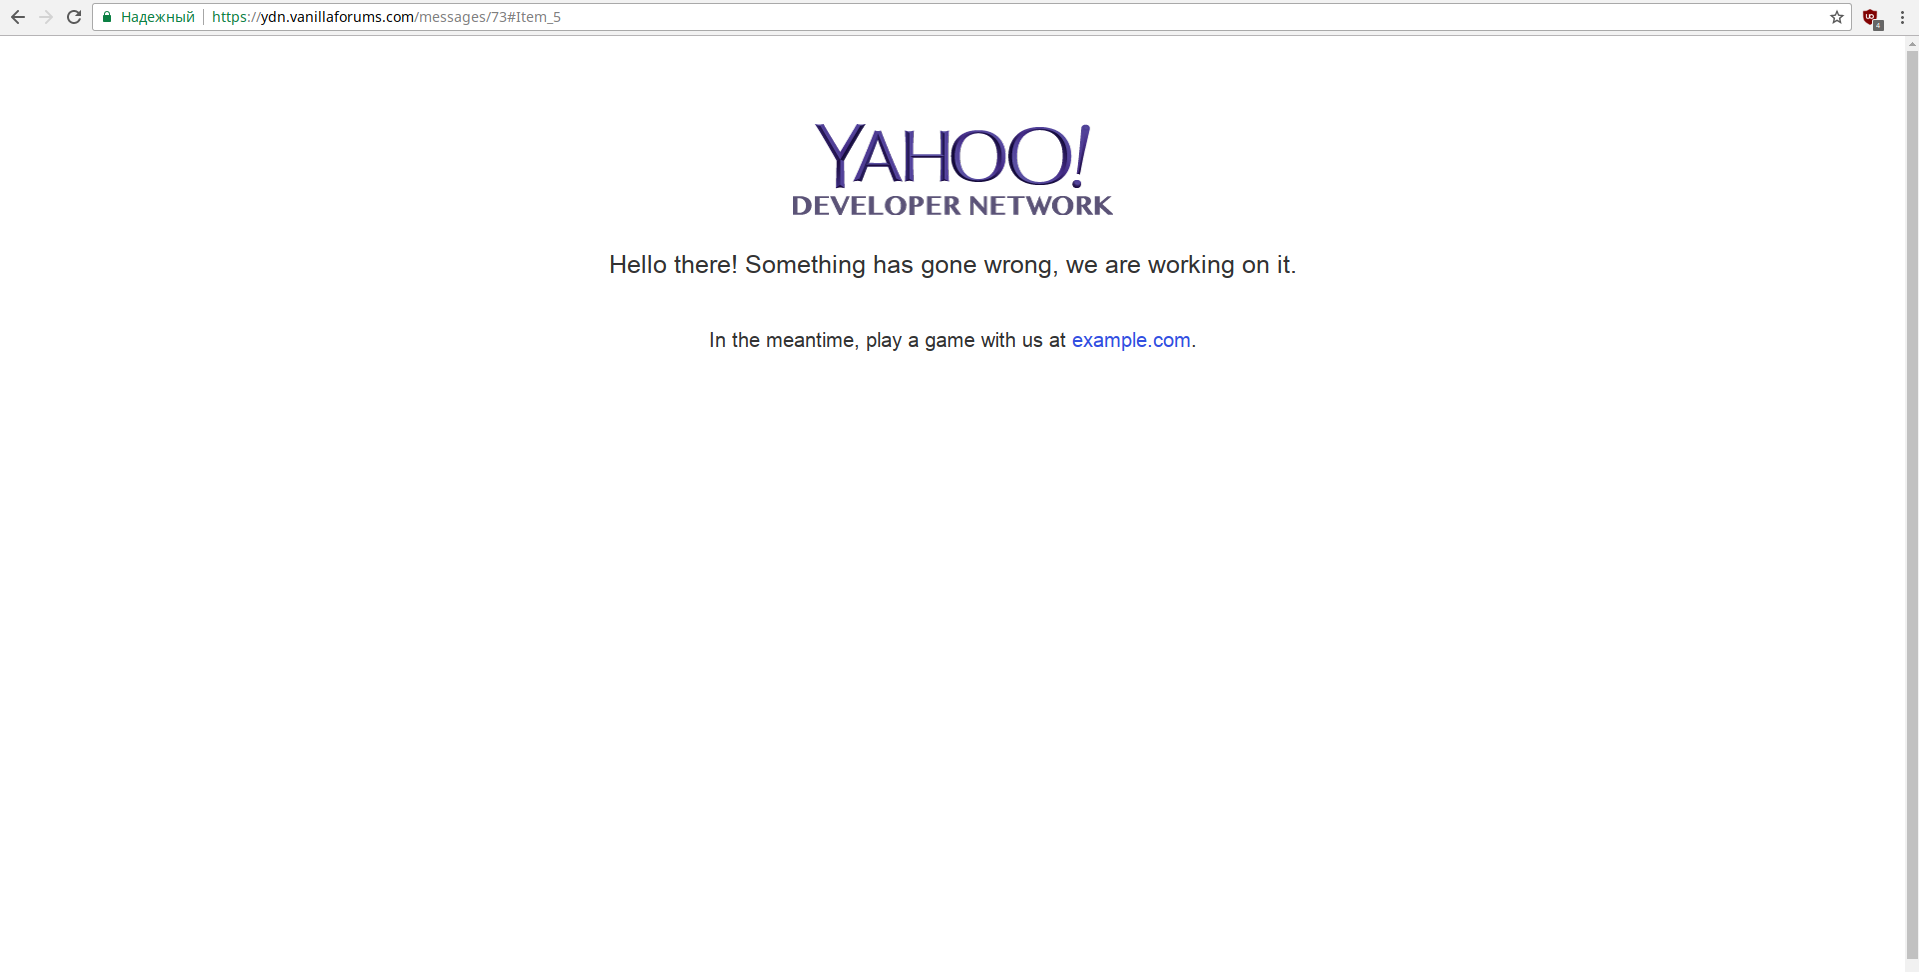 Надежный https://ydn.vanillaforums.com/messages/73#Item_5
4
YAHOO!
DEVELOPER NETWORK
Hello there! Something has gone wrong, we are working on it.
In the meantime, play a game with us at example.com.